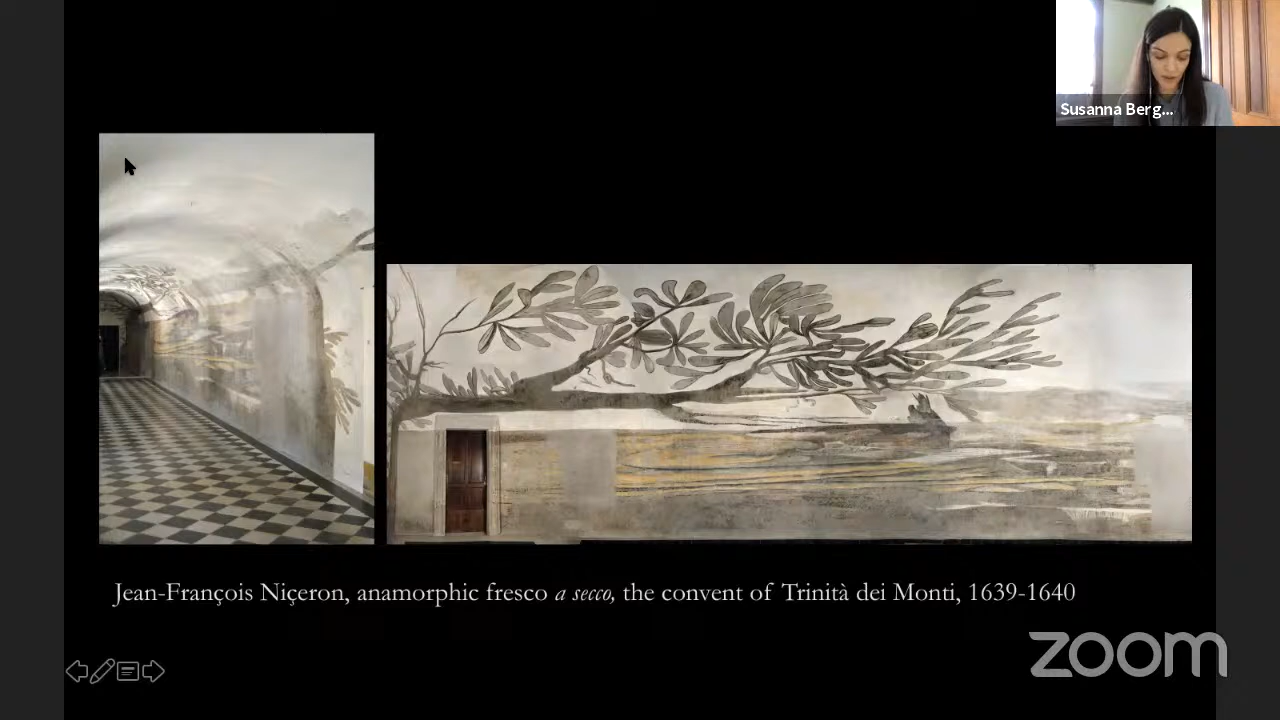 Susanna Berg...
Jean-François Niçeron, anamorphic fresco a secco, the convent of Trinità dei Monti, 1639-1640
zoom